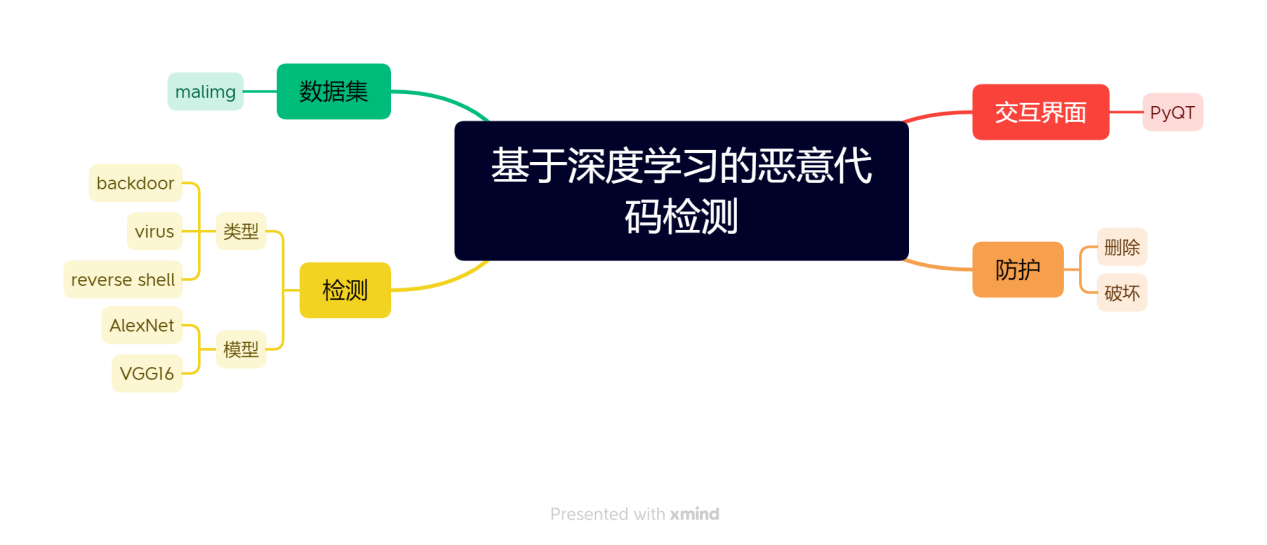 基于深度学习的恶意代
码检测
数据集
malimg
检测
类型
backdoor
virus
reverse shell
模型
AlexNet
VGG16
交互界面
PyQT
防护
删除
破坏
Presented with xmind